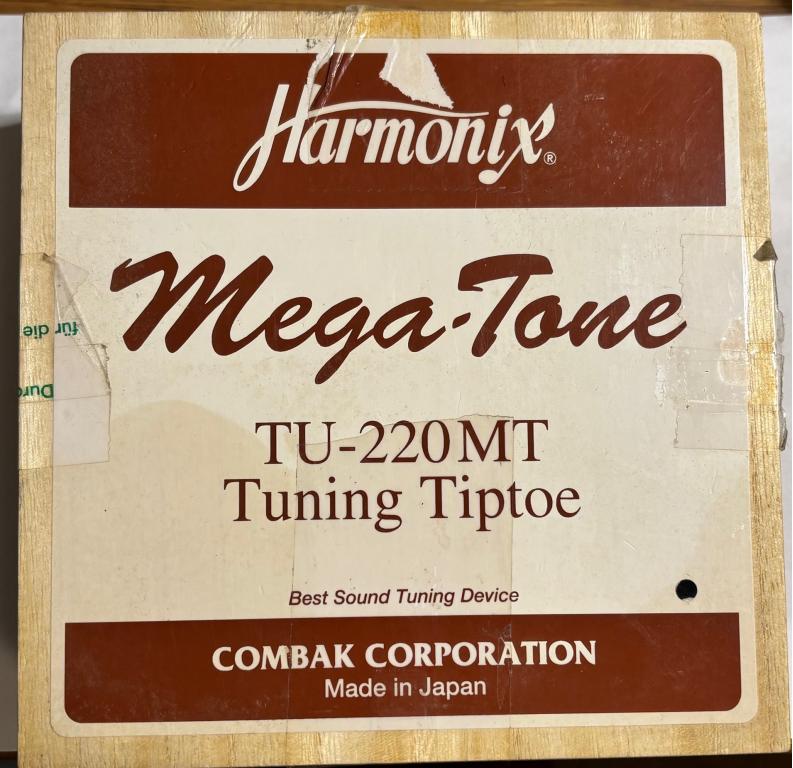 Harmonix®
Mega-Tone
TU-220MT
Tuning Tiptoe
Best Sound Tuning Device
COMBAK CORPORATION
Made in Japan
für die